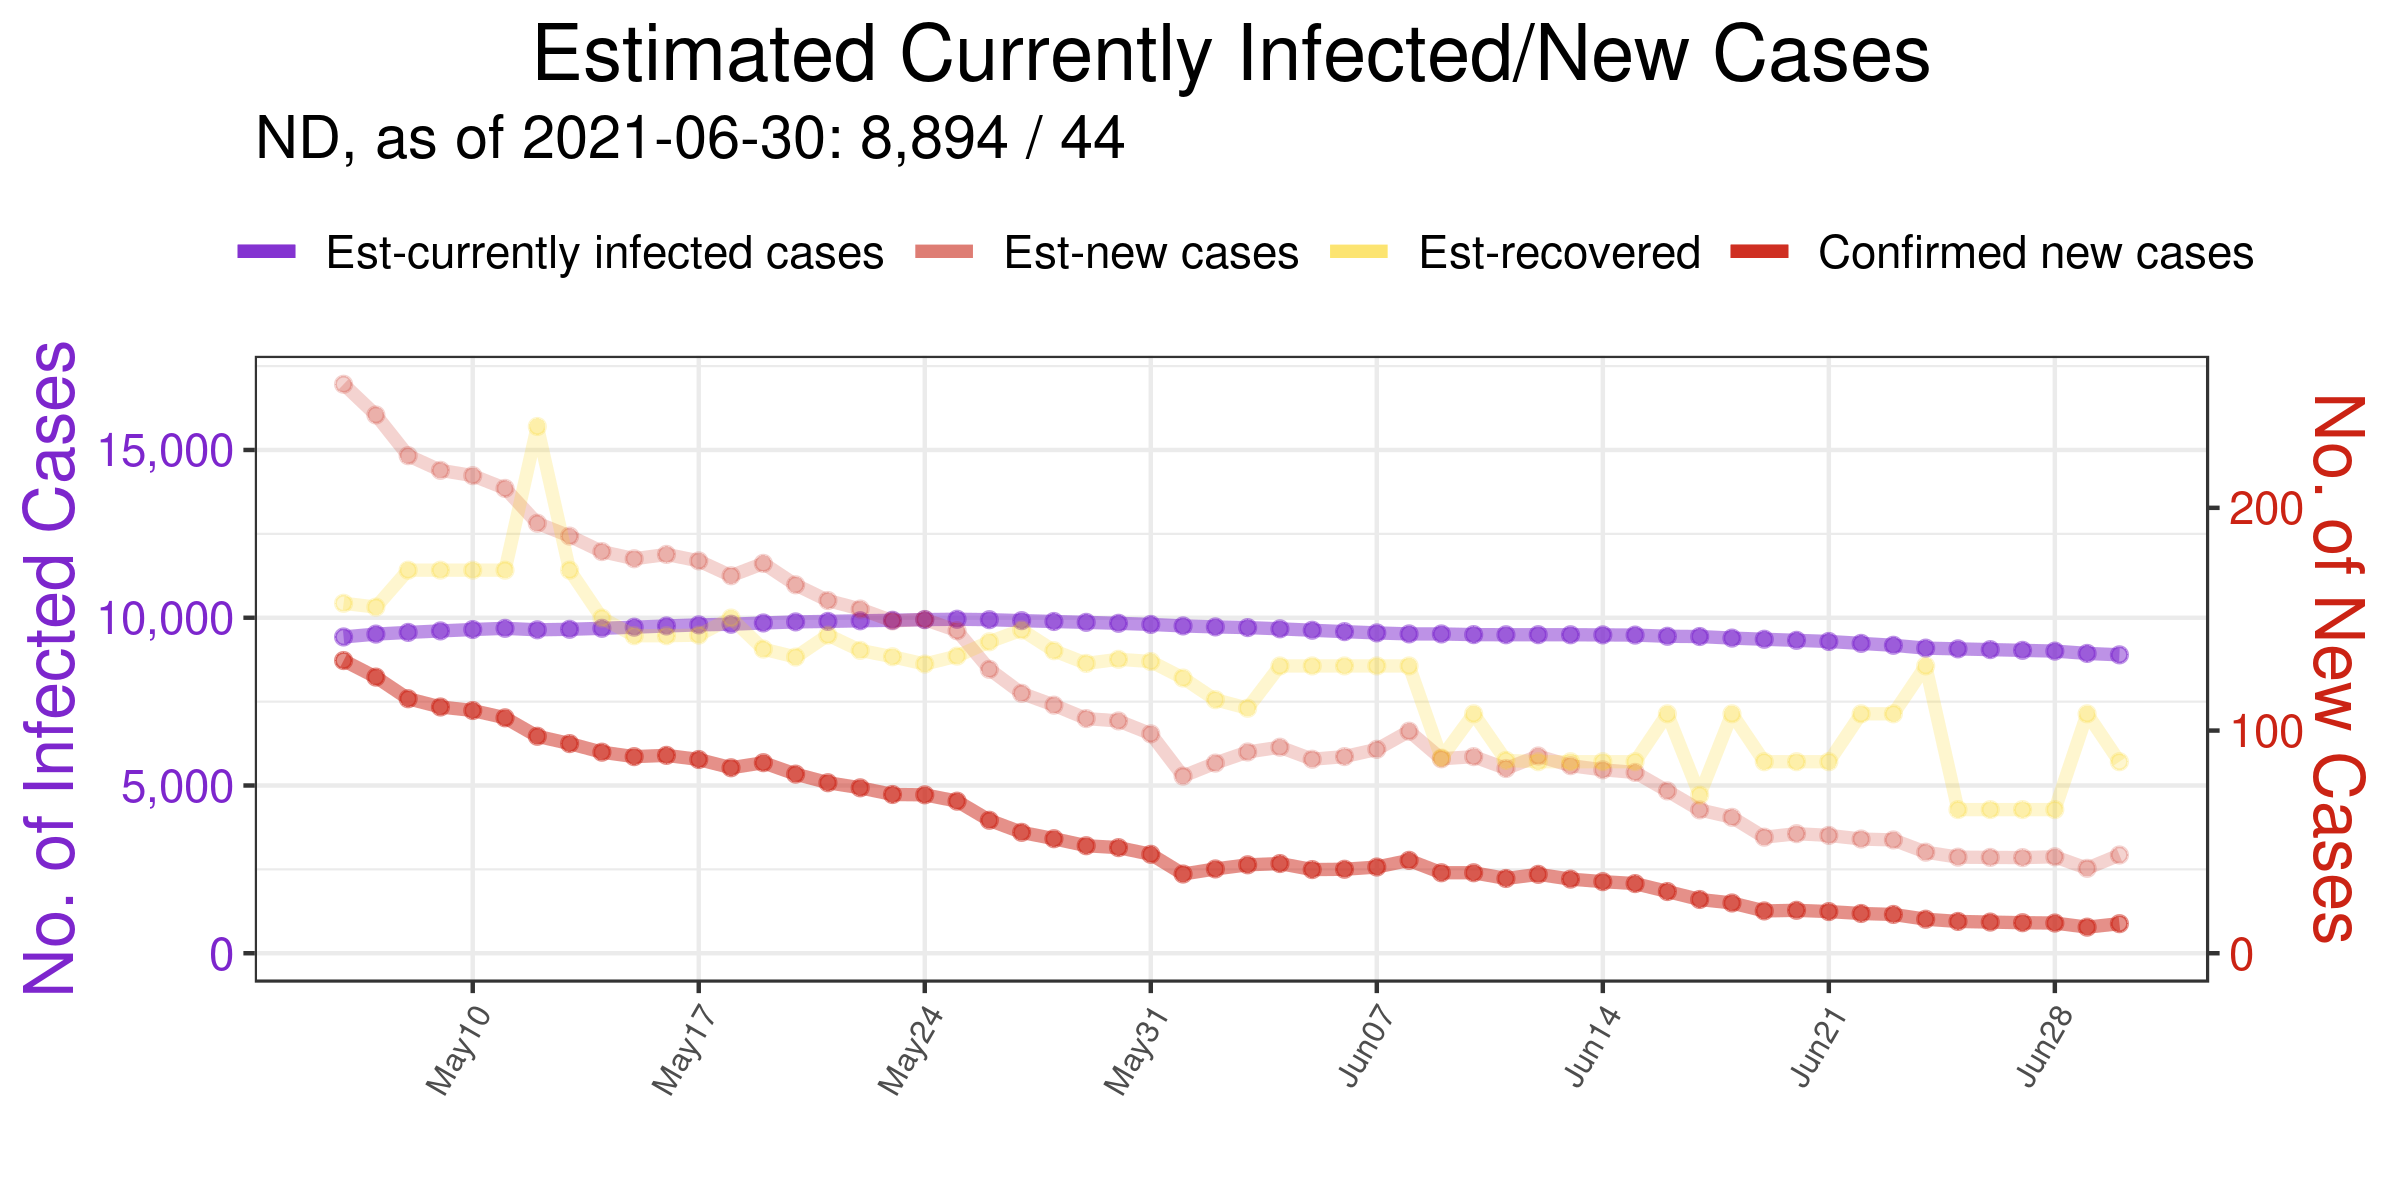 Estimated Currently Infected/New Cases
ND, as of 2021-06-30: 8,894 / 44
Est-currently infected cases Est-new cases Est-recovered Confirmed new cases
No. of Infected Cases
15,000
10,000
5,000
0
200
100
0
No. of New Cases
May10 May17 May24 May31 Jun07 Jun14 Jun21 Jun28